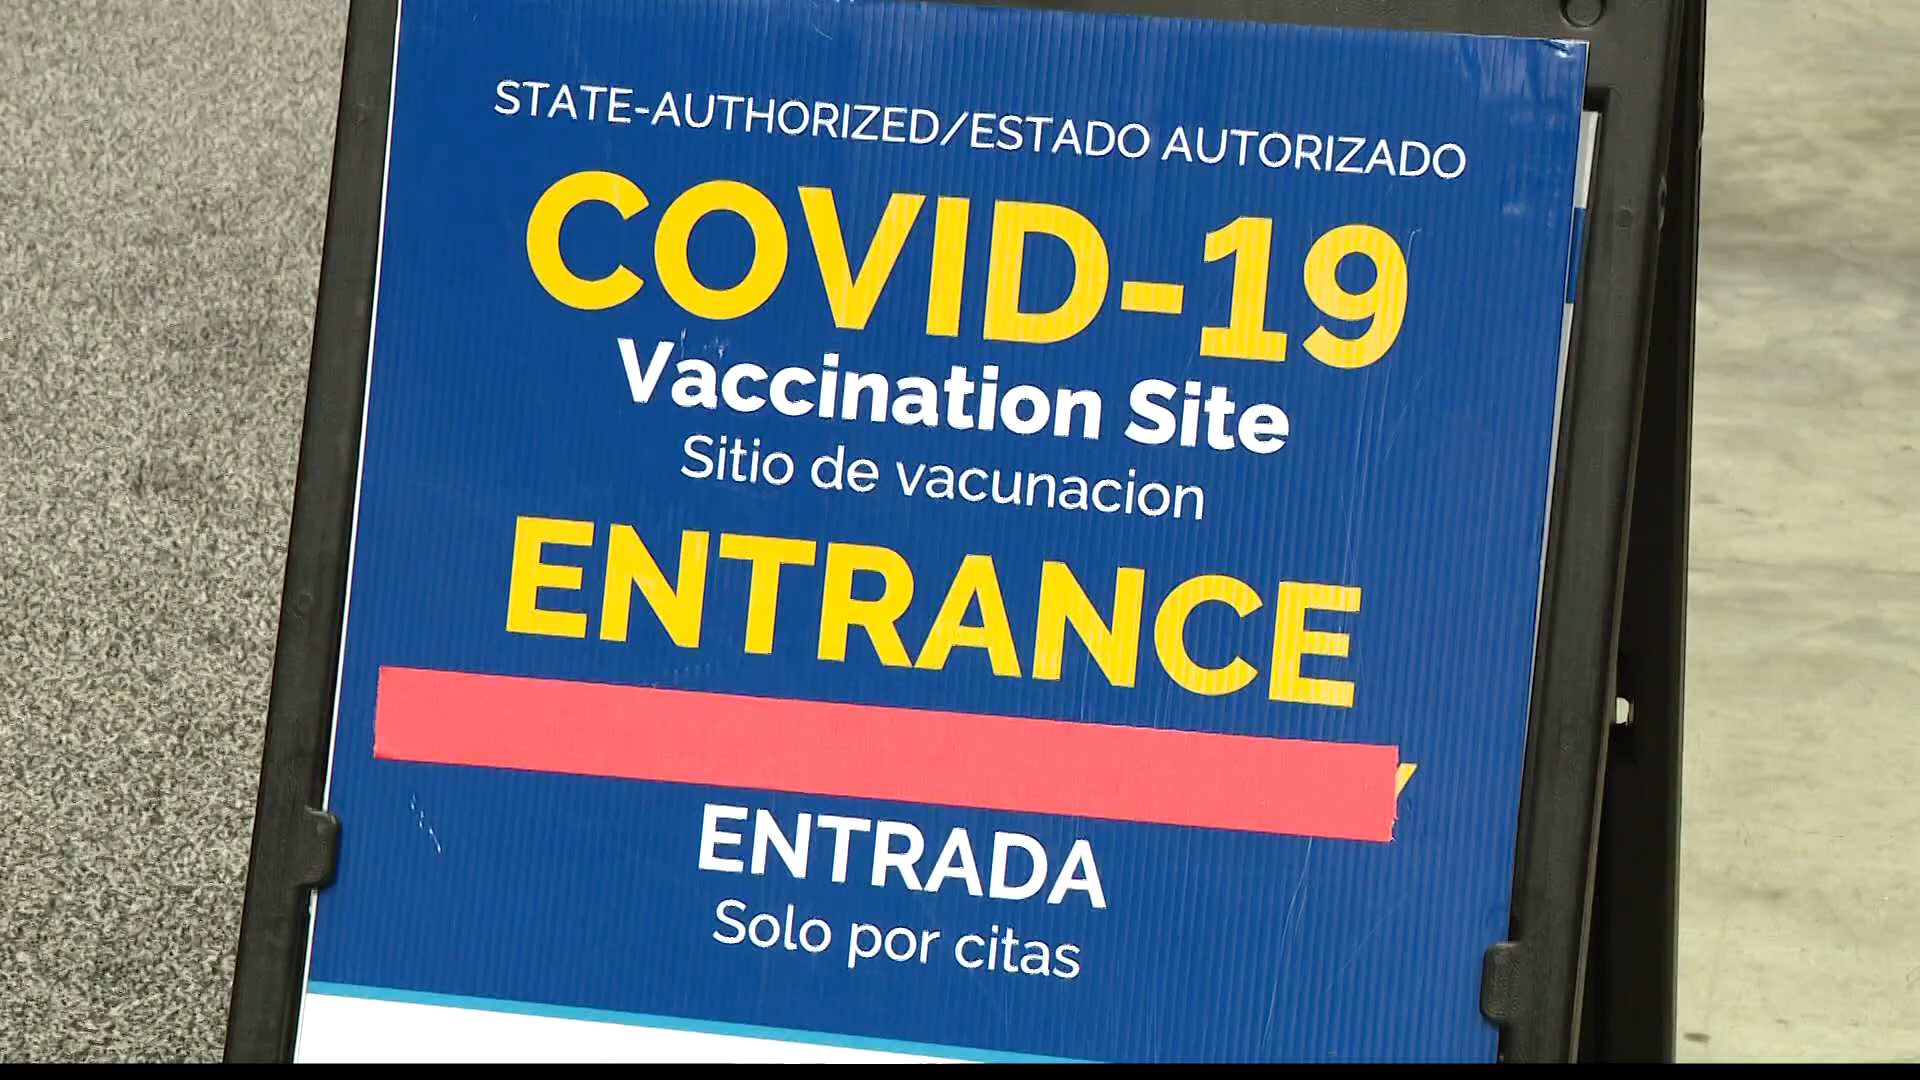 STATE-AUTHORIZED/ESTADO AUTORIZADO
COVID-19
Vaccination Site
Sitio de vacunacion
ENTRANCE
ENTRADA
Solo por citas